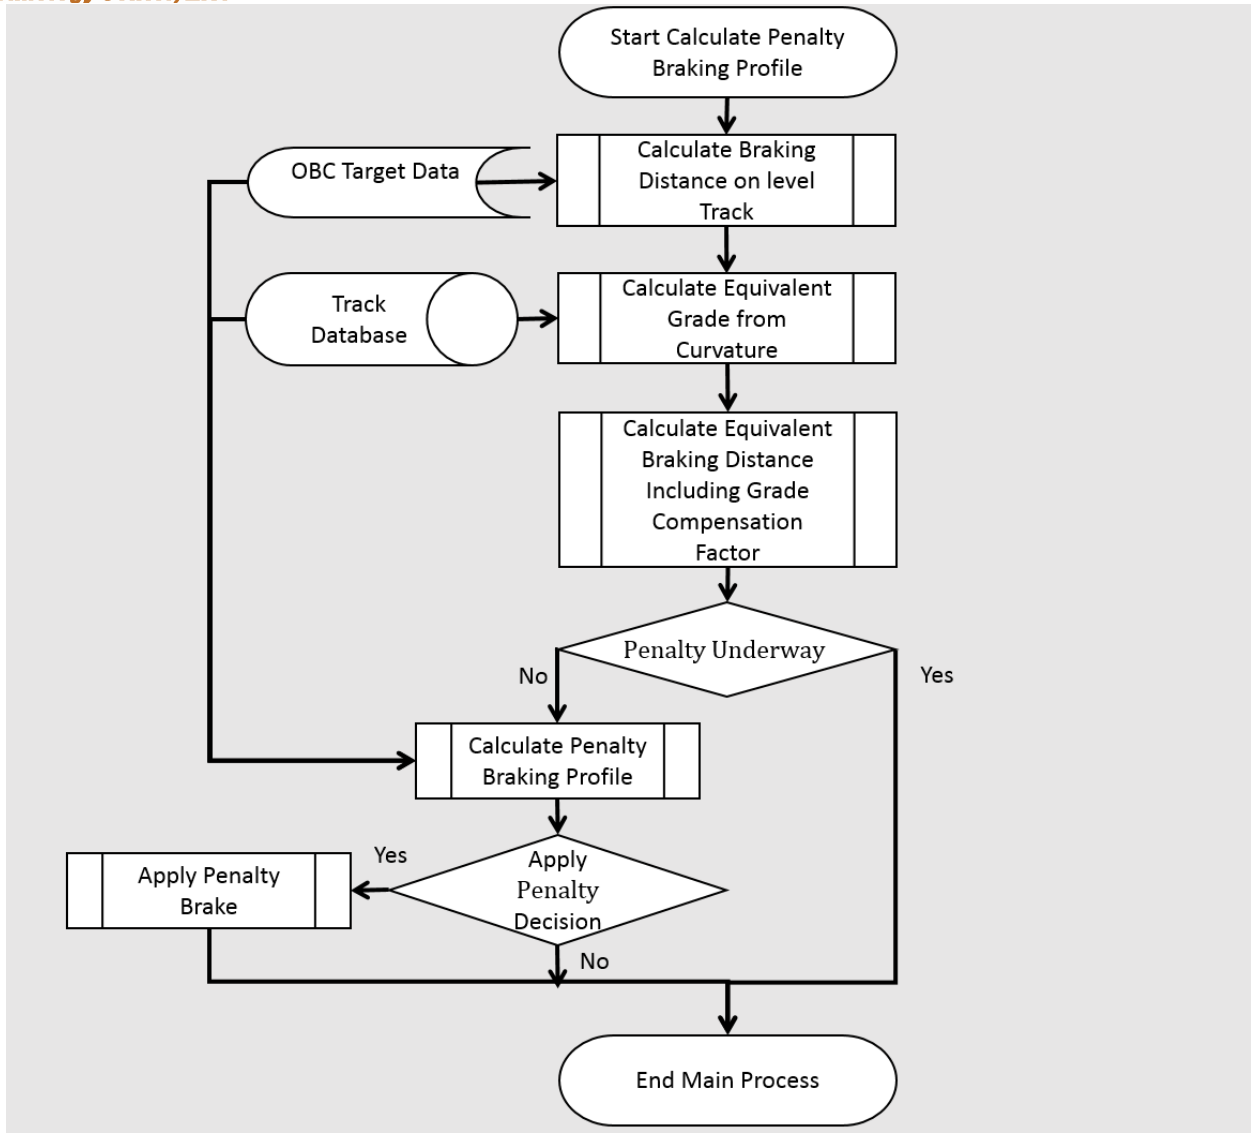 Start Calculate Penalty
Braking Profile
OBC Target Data
Calculate Braking
Distance on level
Track
Track
Database
Calculate Equivalent
Grade from
Curvature
Calculate Equivalent
Braking Distance
Including Grade
Compensation
Factor
Penalty Underway
No
Yes
Calculate Penalty
Braking Profile
Yes
Apply
Penalty
Decision
Apply Penalty
Brake
No
End Main Process